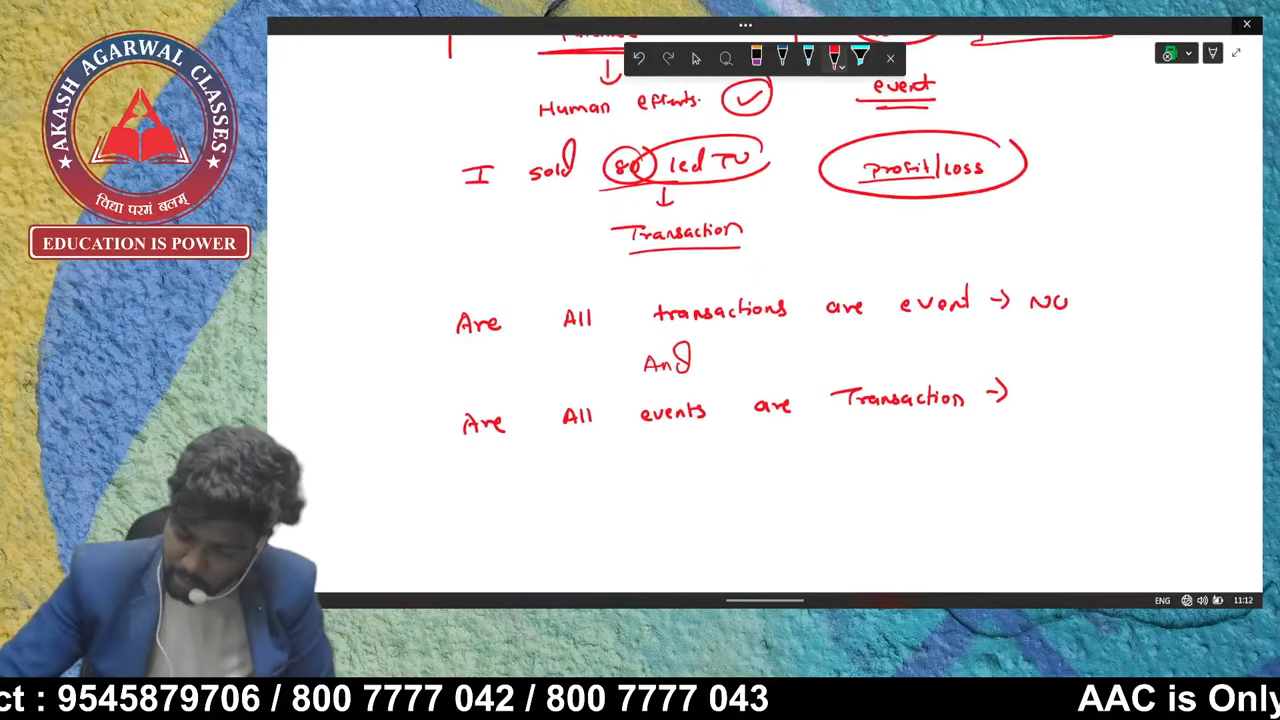 AKASH AGARWAL CLASSES
विद्या परमं बलम्
EDUCATION IS POWER
Human efforts.
event
I sold 80 led TV
profit/Loss
Transaction
Are All transactions are event → NO
And
Are All events are Transaction →
ENG
11:12
ct : 9545879706 / 800 7777 042 / 800 7777 043
AAC is Only